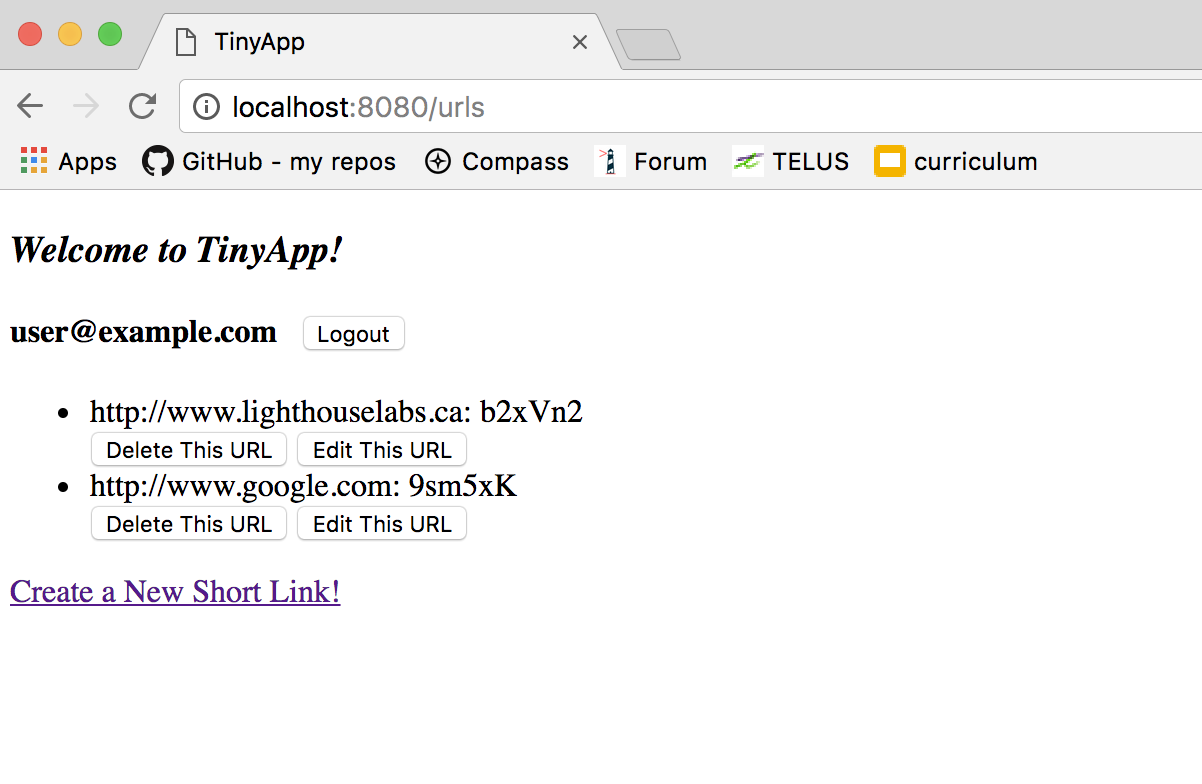 TinyApp
localhost:8080/urls
Apps GitHub - my repos Compass Forum TELUS curriculum
Welcome to TinyApp!
user@example.com Logout
http://www.lighthouselabs.ca: b2xVn2
Delete This URL Edit This URL
http://www.google.com: 9sm5xK
Delete This URL Edit This URL
Create a New Short Link!